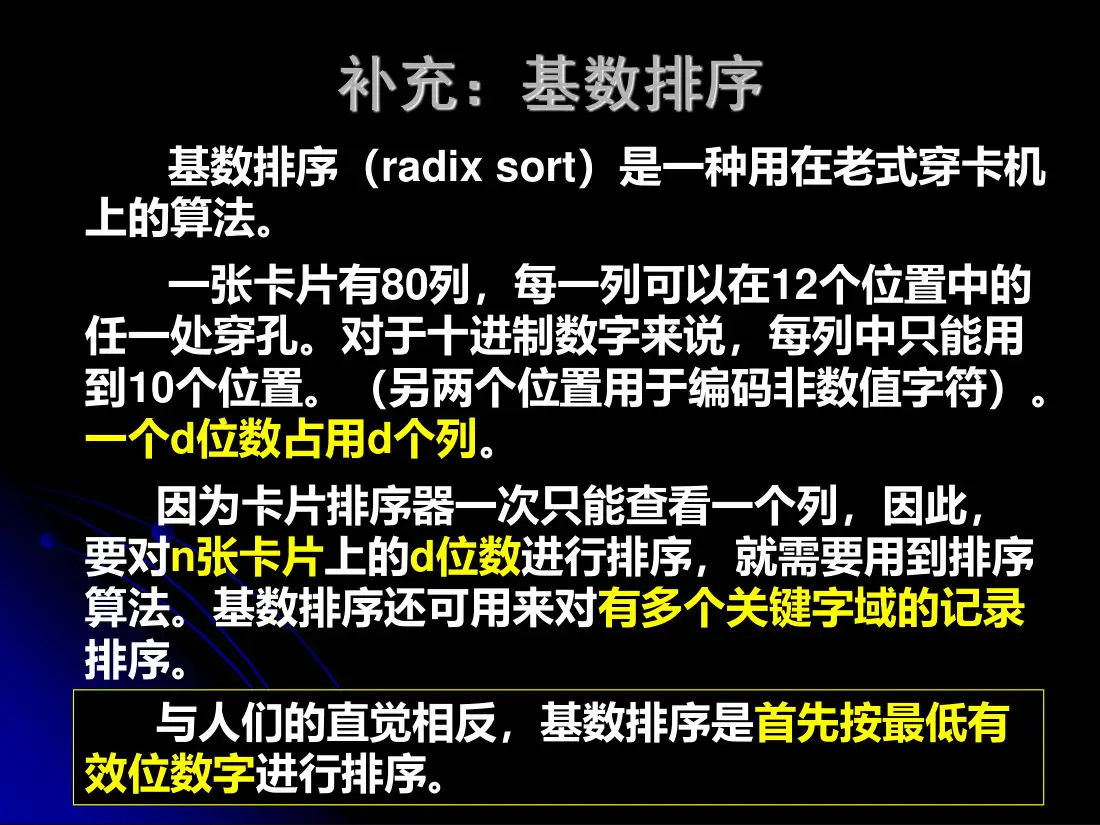 补充：基数排序
基数排序（radix sort）是一种用在老式穿卡机
上的算法。
一张卡片有80列，每一列可以在12个位置中的
任一处穿孔。对于十进制数字来说，每列中只能用
到10个位置。（另两个位置用于编码非数值字符）。
一个d位数占用d个列。
因为卡片排序器一次只能查看一个列，因此，
要对n张卡片上的d位数进行排序，就需要用到排序
算法。基数排序还可用来对有多个关键字域的记录
排序。
与人们的直觉相反，基数排序是首先按最低有
效位数字进行排序。